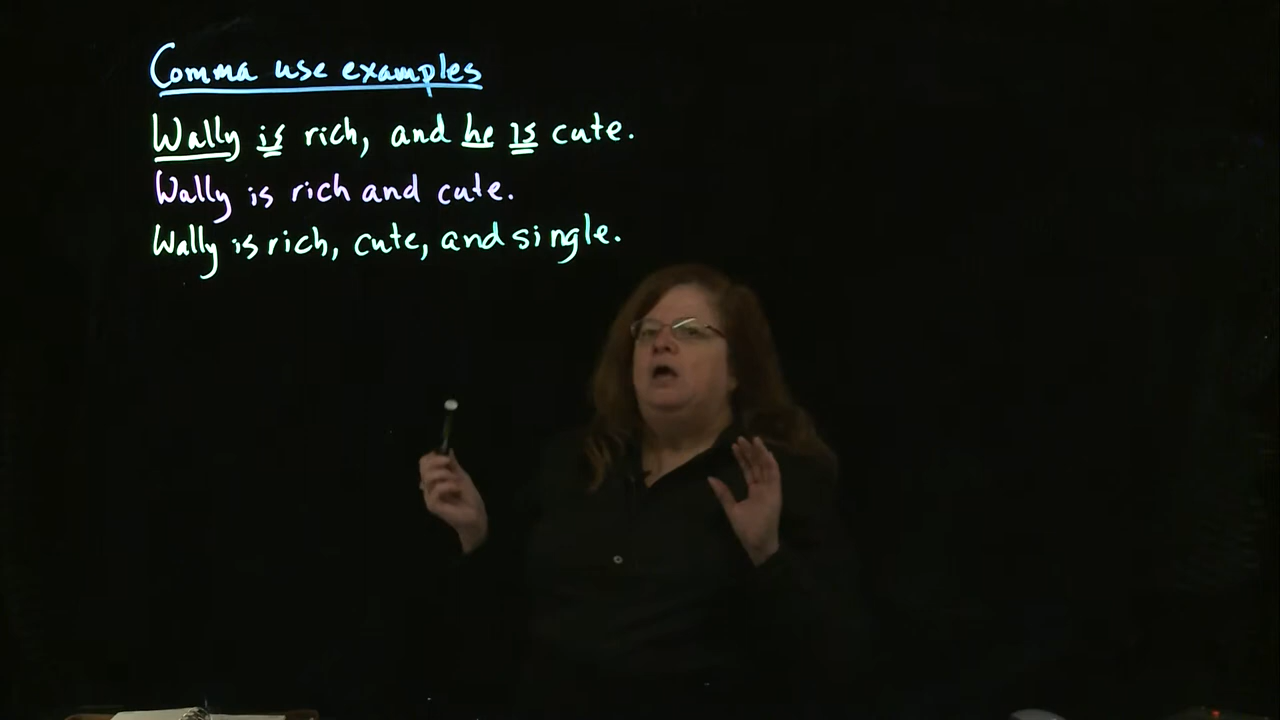 Comma use examples
Wally is rich, and he is cute.
Wally is rich and cute.
Wally is rich, cute, and single.